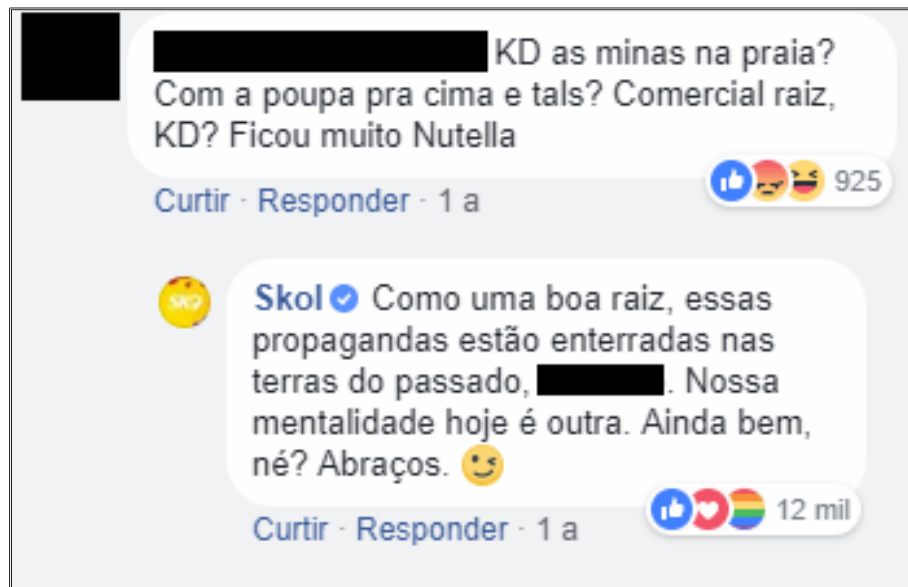 KD as minas na praia?
Com a poupa pra cima e tals? Comercial raiz,
KD? Ficou muito Nutella
925
Curtir · Responder · 1 a
Skol Como uma boa raiz, essas
propagandas estão enterradas nas
terras do passado, . Nossa
mentalidade hoje é outra. Ainda bem,
né? Abraços. 😉
12 mil
Curtir · Responder · 1 a